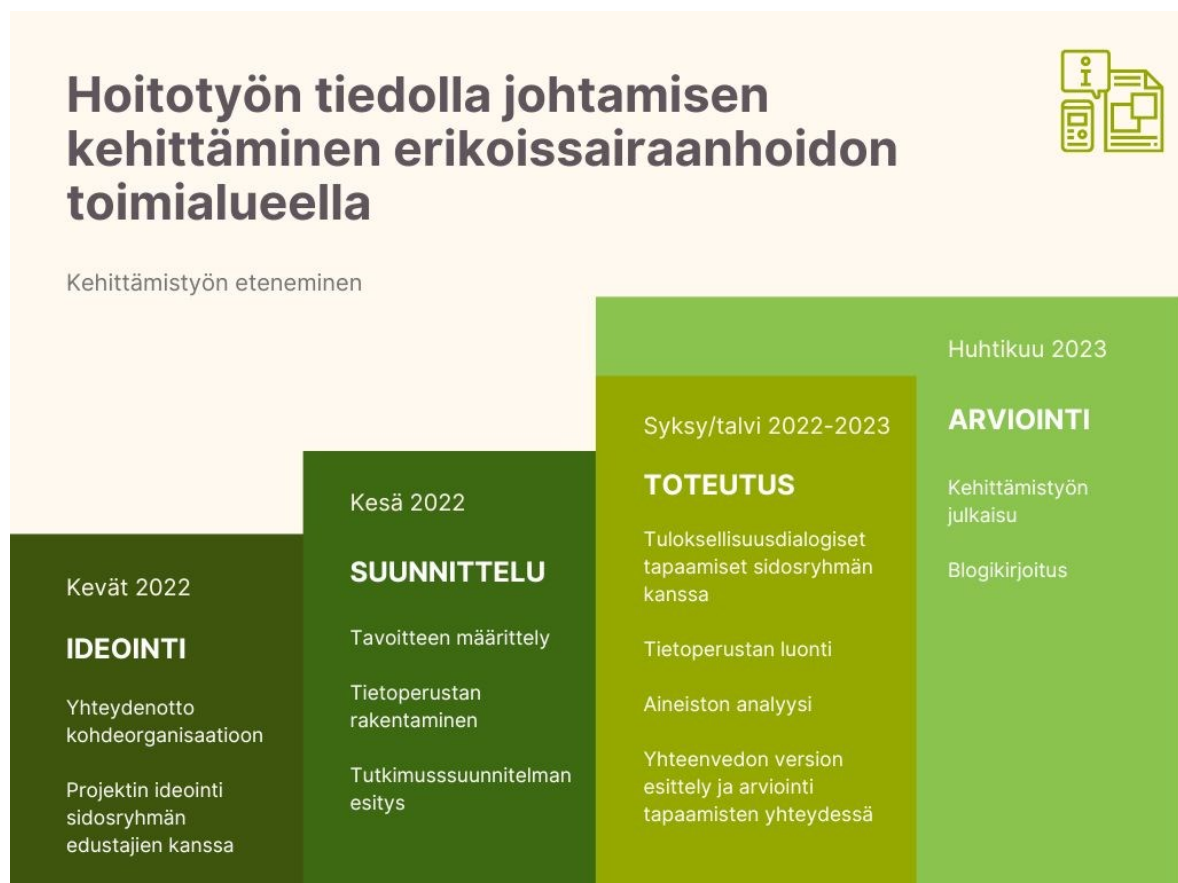 Hoitotyön tiedolla johtamisen
kehittäminen erikoissairaanhoidon
toimialueella
Kehittämistyön eteneminen
Kevät 2022
IDEOINTI
Yhteydenotto
kohdeorganisaatioon
Projektin ideointi
sidosryhmän
edustajien kanssa
Kesä 2022
SUUNNITTELU
Tavoitteen määrittely
Tietoperustan
rakentaminen
Tutkimusssuunnitelman
esitys
Syksy/talvi 2022-2023
TOTEUTUS
Tuloksellisuusdialogiset
tapaamiset sidosryhmän
kanssa
Tietoperustan luonti
Aineiston analyysi
Yhteenvedon version
esittely ja arviointi
tapaamisten yhteydessä
Huhtikuu 2023
ARVIOINTI
Kehittämistyön
julkaisu
Blogikirjoitus